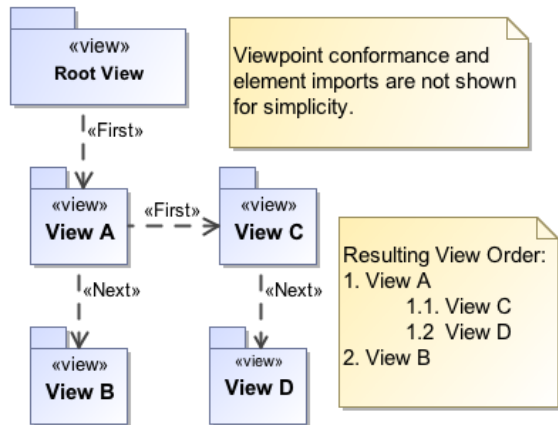 «view»
Root View
Viewpoint conformance and
element imports are not shown
for simplicity.
«First»
«view»
View A
«First»
«view»
View C
«Next»
«Next»
«view»
View B
«view»
View D
Resulting View Order:
1. View A
1.1. View C
1.2 View D
2. View B